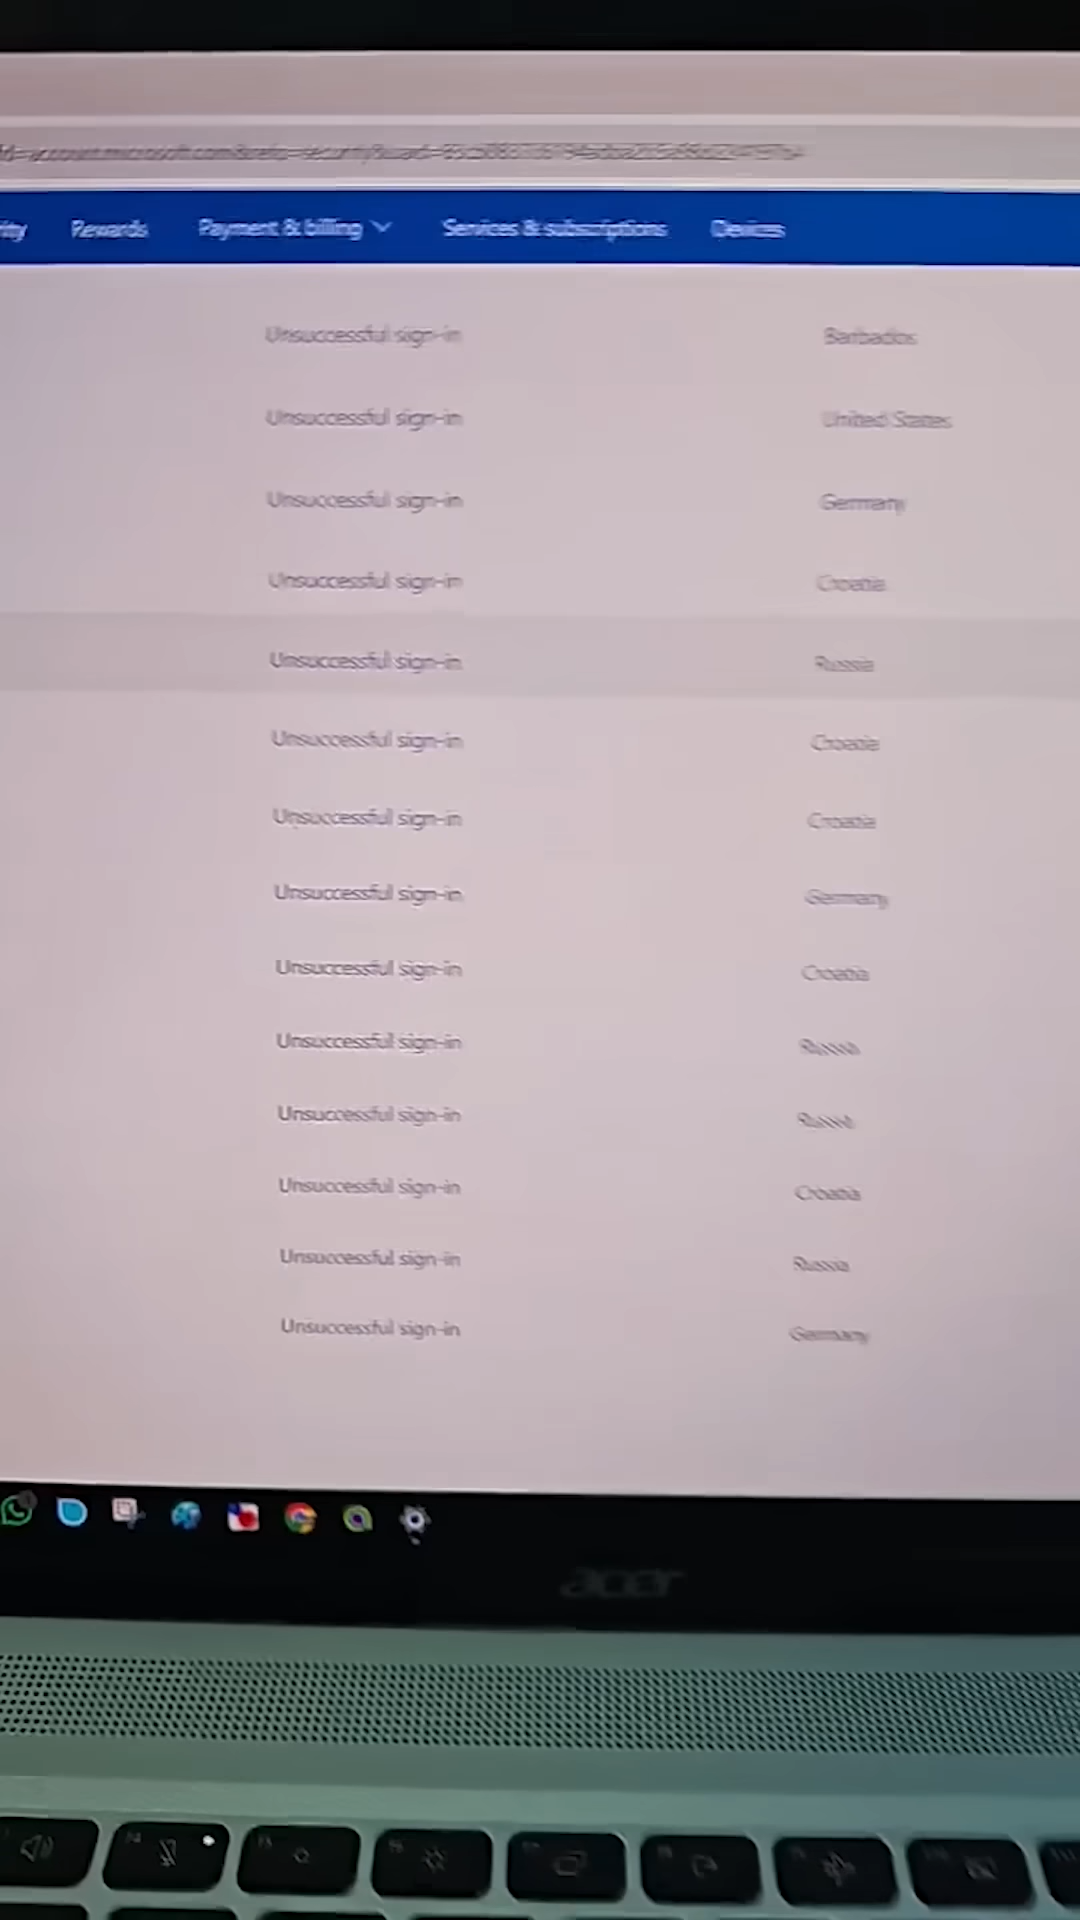 Rewards Payment & billing Services & subscriptions Devices
Unsuccessful sign-in Barbados
Unsuccessful sign-in United States
Unsuccessful sign-in Germany
Unsuccessful sign-in Croatia
Unsuccessful sign-in Russia
Unsuccessful sign-in Croatia
Unsuccessful sign-in Croatia
Unsuccessful sign-in Germany
Unsuccessful sign-in Croatia
Unsuccessful sign-in Russia
Unsuccessful sign-in Russia
Unsuccessful sign-in Croatia
Unsuccessful sign-in Russia
Unsuccessful sign-in Germany
acer